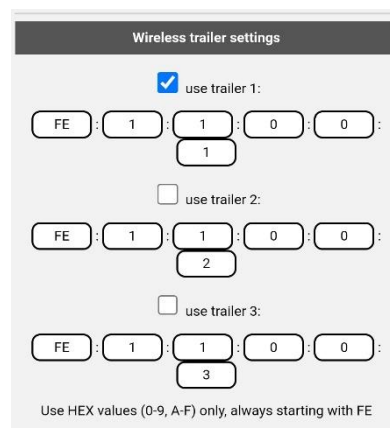 Wireless trailer settings
use trailer 1:
FE : 1 : 1 : 0 : 0 :
1
use trailer 2:
FE : 1 : 1 : 0 : 0 :
2
use trailer 3:
FE : 1 : 1 : 0 : 0 :
3
Use HEX values (0-9, A-F) only, always starting with FE